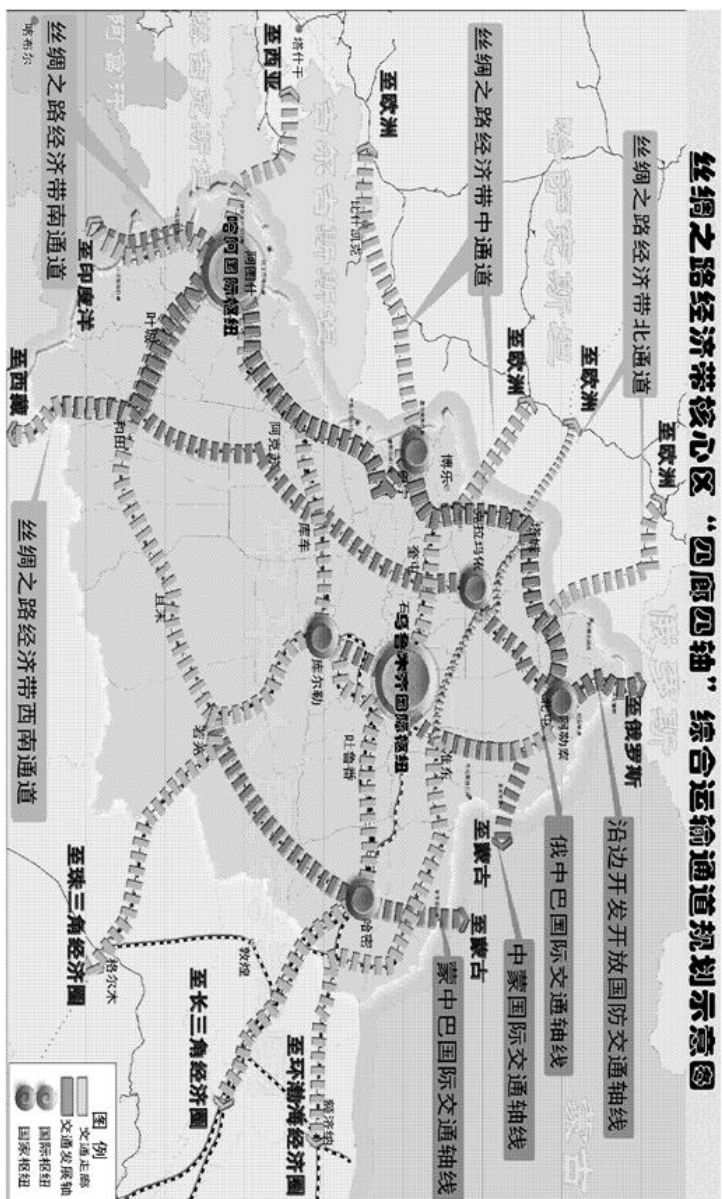 丝绸之路经济带核心区“四廊四轴”综合运输通道规划示意图
俄罗斯
哈萨克斯坦
吉尔吉斯斯坦
蒙古
丝绸之路经济带北通道
丝绸之路经济带中通道
丝绸之路经济带南通道
丝绸之路经济带西南通道
沿边开发开放国防交通轴线
俄中巴国际交通轴线
中蒙国际交通轴线
蒙中巴国际交通轴线
至欧洲
至欧洲
至欧洲
至欧洲
至俄罗斯
至蒙古
至蒙古
至西亚
至印度洋
至西藏
至珠三角经济圈
至长三角经济圈
至环渤海经济圈
塔什干
喀布尔
比什凯克
博乐
塔城
克拉玛依
奎屯
阿勒泰
北屯
准东
乌鲁木齐国际枢纽
吐鲁番
哈密
库尔勒
库车
阿克苏
阿图什
喀阿国际枢纽
叶城
和田
且末
若羌
敦煌
格尔木
额济纳
图例
交通走廊
交通发展轴
国际枢纽
国家枢纽